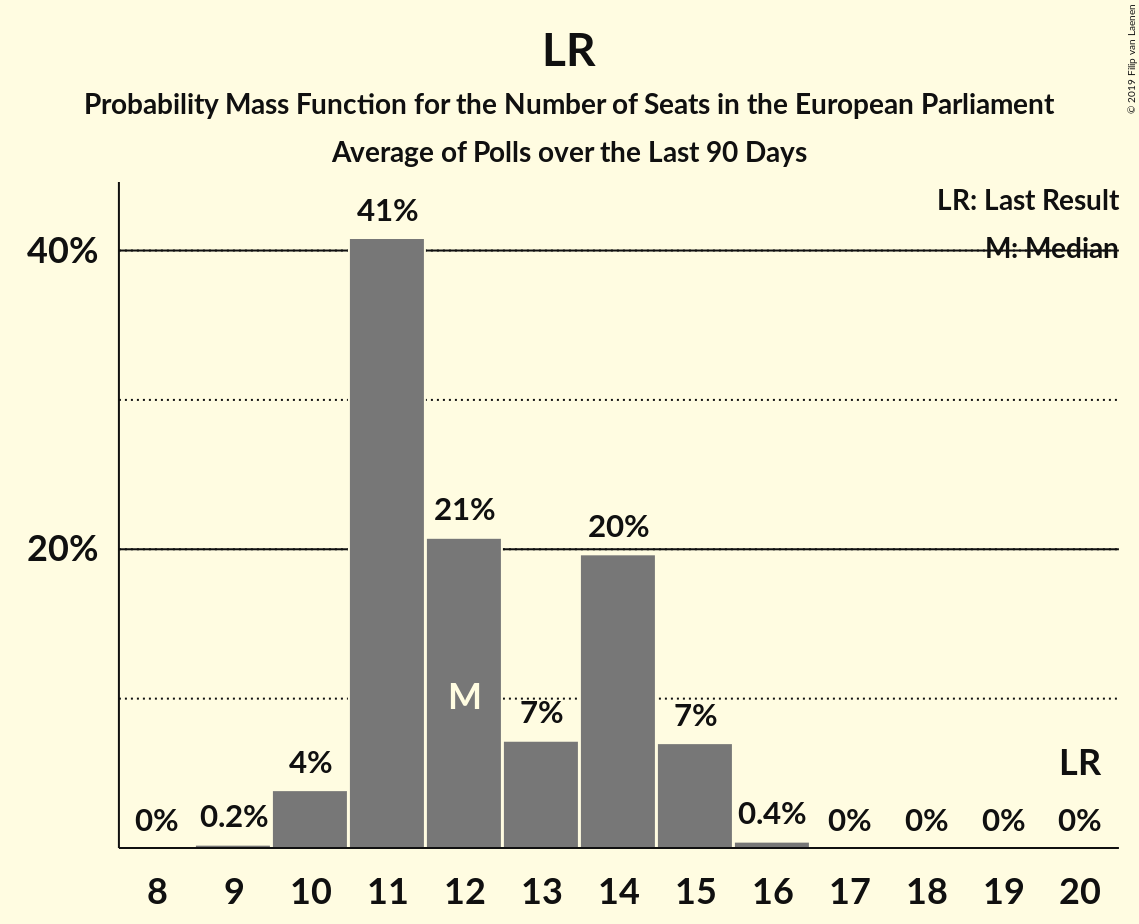 LR
Probability Mass Function for the Number of Seats in the European Parliament
Average of Polls over the Last 90 Days
© 2019 Filip van Laenen
LR: Last Result
M: Median
40%
20%
0%
0.2%
4%
41%
21%
7%
20%
7%
0.4%
0%
0%
0%
0%
M
LR
8 9 10 11 12 13 14 15 16 17 18 19 20